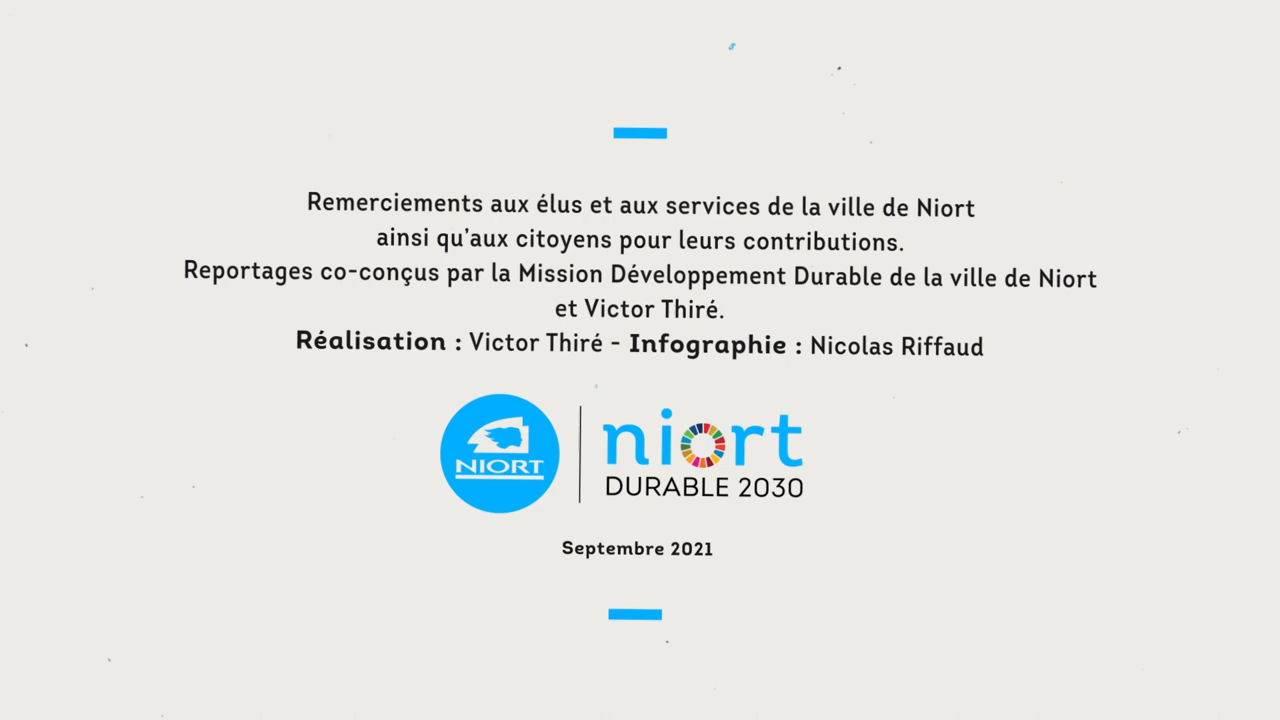 Remerciements aux élus et aux services de la ville de Niort
ainsi qu'aux citoyens pour leurs contributions.
Reportages co-conçus par la Mission Développement Durable de la ville de Niort
et Victor Thiré.
Réalisation : Victor Thiré - Infographie : Nicolas Riffaud
NIORT
niort
DURABLE 2030
Septembre 2021